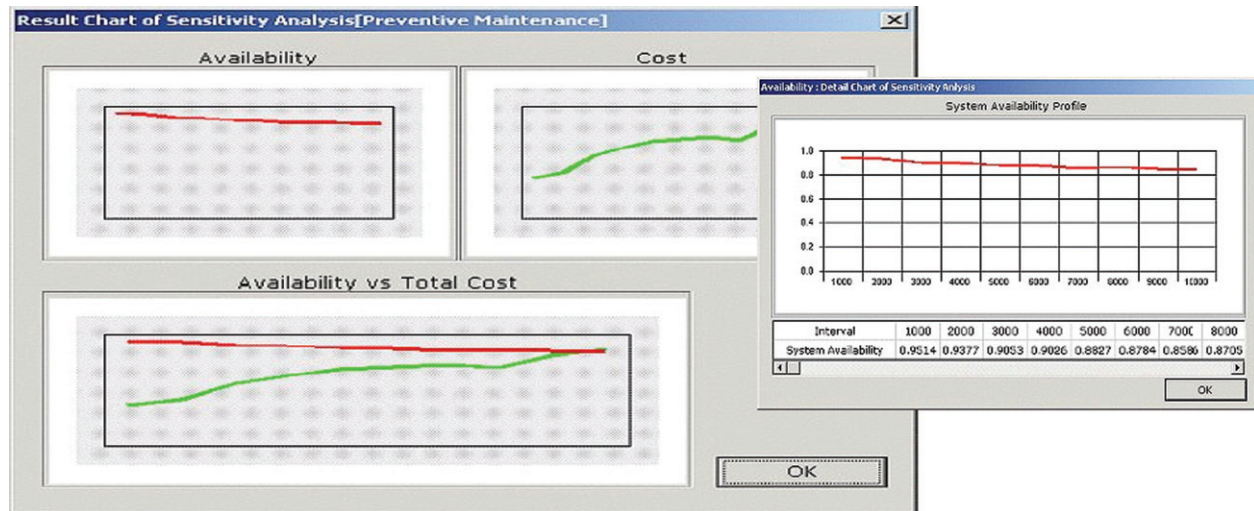 Result Chart of Sensitivity Analysis[Preventive Maintenance]
Availability
Cost
Availability vs Total Cost
OK
Availability : Detail Chart of Sensitivity Anlysis
System Availability Profile
1.0
0.8
0.6
0.4
0.2
0.0
1000 2000 3000 4000 5000 6000 7000 8000 9000 10000
Interval 1000 2000 3000 4000 5000 6000 7000 8000
System Availability 0.9514 0.9377 0.9053 0.9026 0.8827 0.8784 0.8586 0.8705
OK